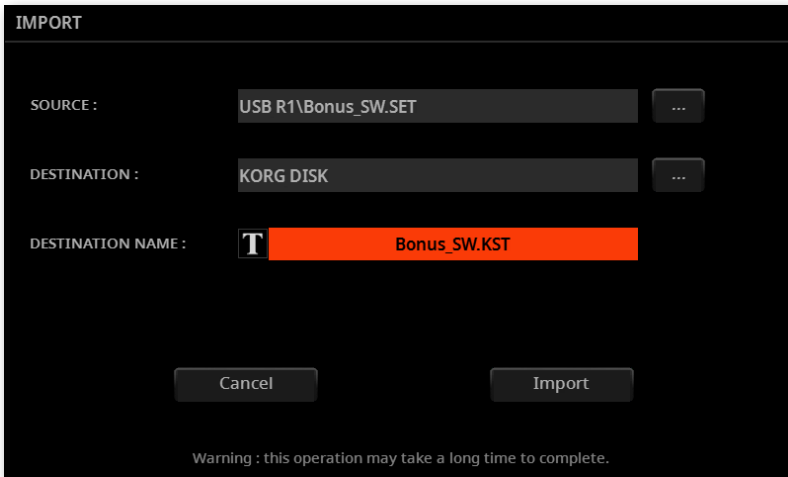 IMPORT
SOURCE : USB R1\Bonus_SW.SET ...
DESTINATION : KORG DISK ...
DESTINATION NAME : T Bonus_SW.KST
Cancel Import
Warning : this operation may take a long time to complete.